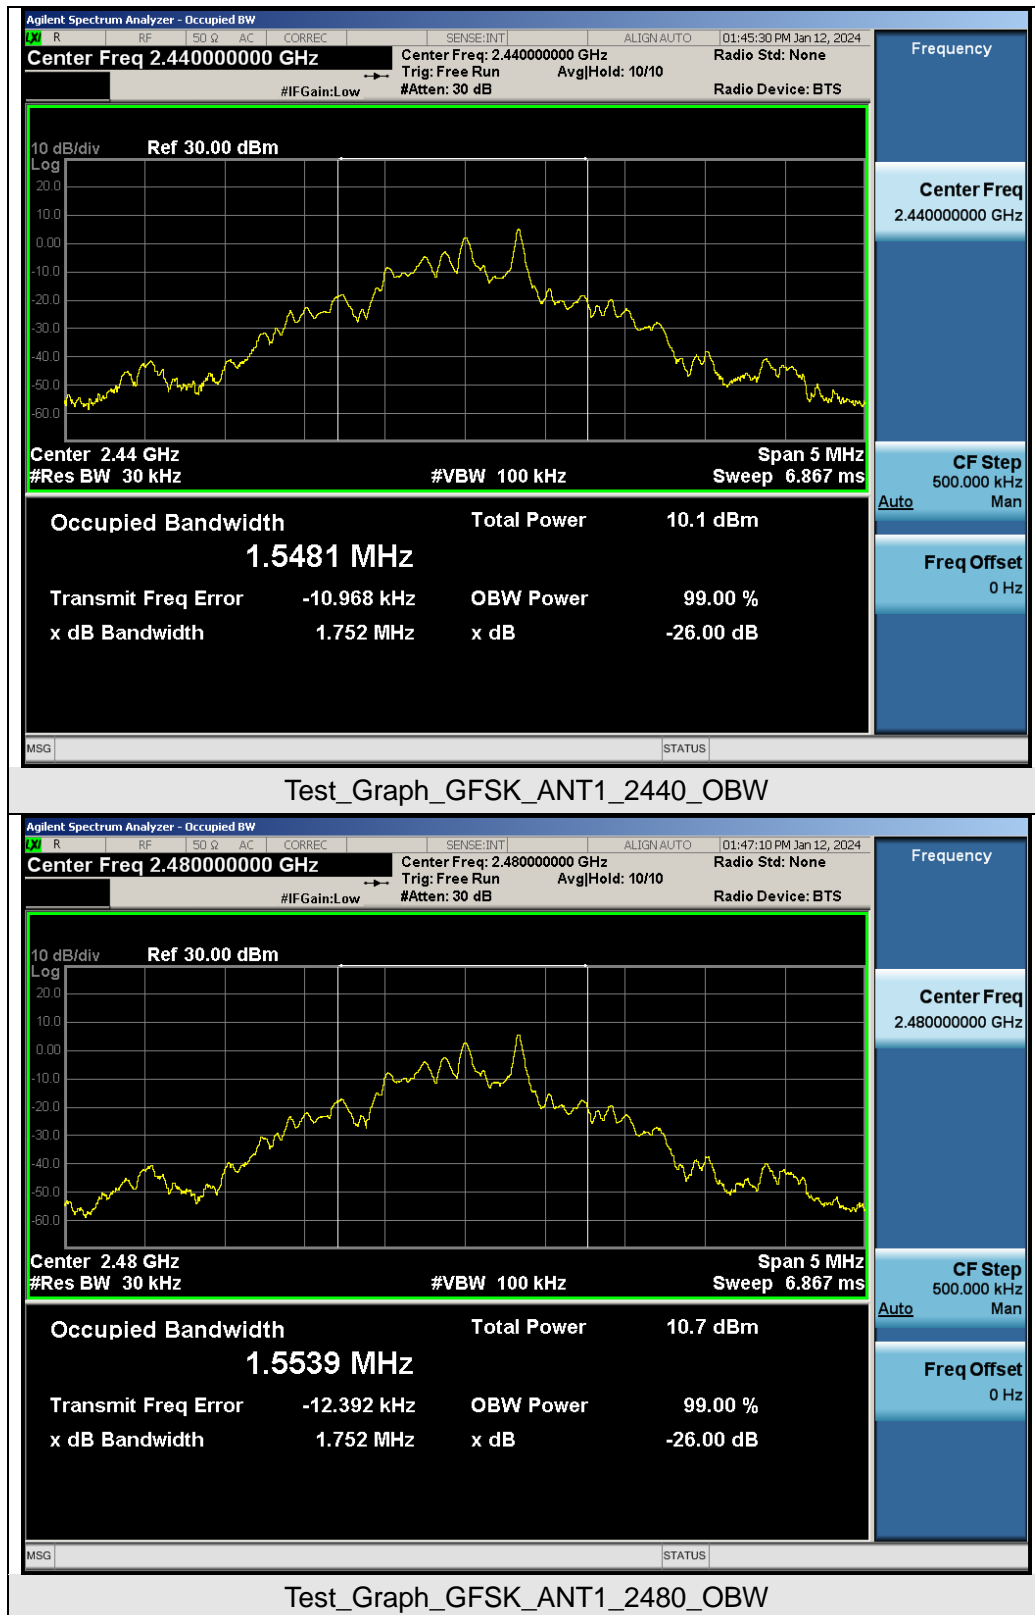 Agilent Spectrum Analyzer - Occupied BW
LXI R RF 50 Ω AC CORREC SENSE:INT ALIGN AUTO 01:45:30 PM Jan 12, 2024
Center Freq 2.440000000 GHz Center Freq: 2.440000000 GHz Radio Std: None Frequency
Trig: Free Run Avg|Hold: 10/10
#IFGain:Low #Atten: 30 dB Radio Device: BTS
10 dB/div Ref 30.00 dBm
Log
20.0
10.0
0.00
-10.0
-20.0
-30.0
-40.0
-50.0
-60.0
Center Freq
2.440000000 GHz
Center 2.44 GHz Span 5 MHz
#Res BW 30 kHz #VBW 100 kHz Sweep 6.867 ms
CF Step
500.000 kHz
Auto Man
Occupied Bandwidth Total Power 10.1 dBm
1.5481 MHz
Transmit Freq Error -10.968 kHz OBW Power 99.00 %
x dB Bandwidth 1.752 MHz x dB -26.00 dB
Freq Offset
0 Hz
MSG STATUS
Test_Graph_GFSK_ANT1_2440_OBW
Agilent Spectrum Analyzer - Occupied BW
LXI R RF 50 Ω AC CORREC SENSE:INT ALIGN AUTO 01:47:10 PM Jan 12, 2024
Center Freq 2.480000000 GHz Center Freq: 2.480000000 GHz Radio Std: None Frequency
Trig: Free Run Avg|Hold: 10/10
#IFGain:Low #Atten: 30 dB Radio Device: BTS
10 dB/div Ref 30.00 dBm
Log
20.0
10.0
0.00
-10.0
-20.0
-30.0
-40.0
-50.0
-60.0
Center Freq
2.480000000 GHz
Center 2.48 GHz Span 5 MHz
#Res BW 30 kHz #VBW 100 kHz Sweep 6.867 ms
CF Step
500.000 kHz
Auto Man
Occupied Bandwidth Total Power 10.7 dBm
1.5539 MHz
Transmit Freq Error -12.392 kHz OBW Power 99.00 %
x dB Bandwidth 1.752 MHz x dB -26.00 dB
Freq Offset
0 Hz
MSG STATUS
Test_Graph_GFSK_ANT1_2480_OBW